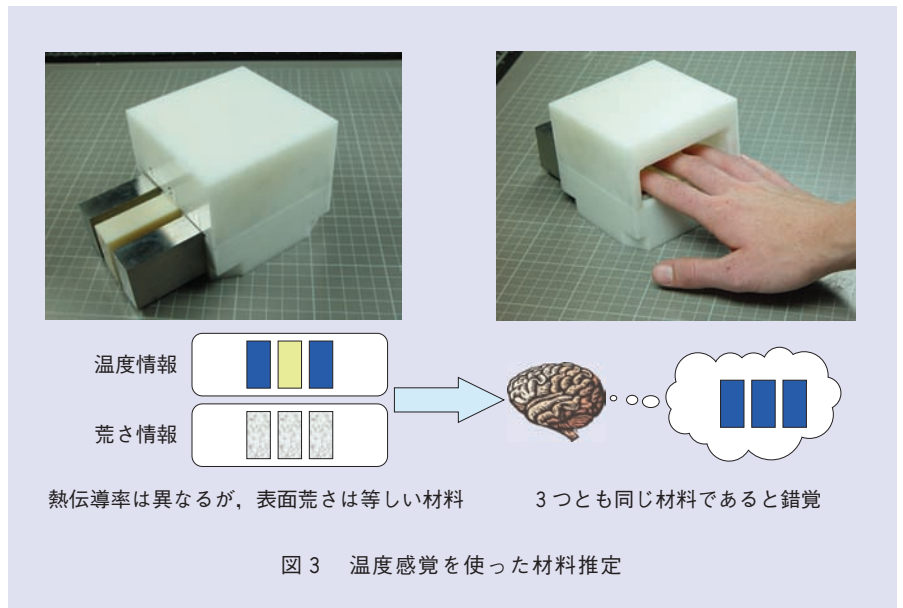 温度情報
荒さ情報
熱伝導率は異なるが，表面荒さは等しい材料
3つとも同じ材料であると錯覚
図3　温度感覚を使った材料推定